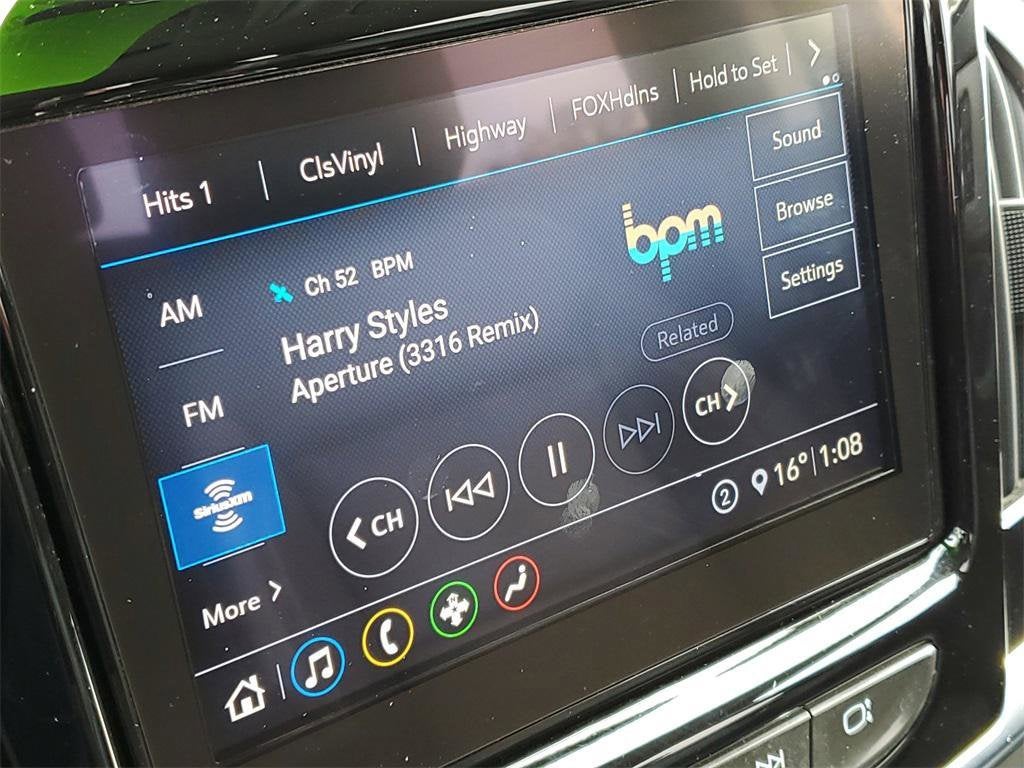 Hits 1
ClsVinyl
Highway
FOXHdlns
Hold to Set
Sound
Browse
Settings
AM
FM
SiriusXM
More
Ch 52 BPM
bpm
Harry Styles
Aperture (3316 Remix)
Related
CH
CH
2
16° 1:08